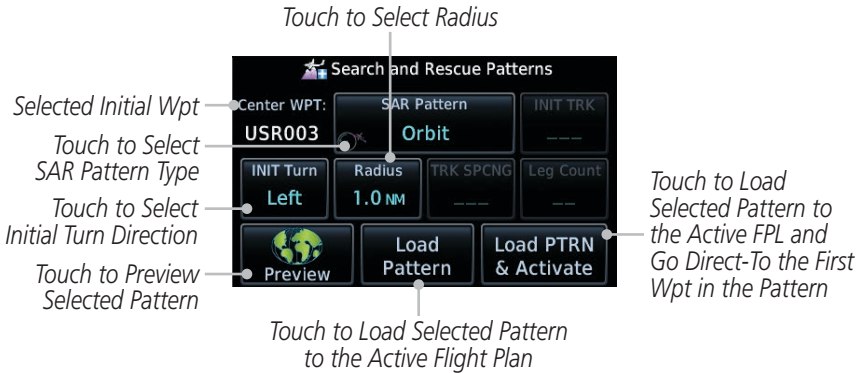 Touch to Select Radius
Search and Rescue Patterns
Selected Initial Wpt
Center WPT:
USR003
SAR Pattern
Orbit
INIT TRK
___
Touch to Select
SAR Pattern Type
INIT Turn
Left
Radius
1.0 NM
TRK SPCNG
___
Leg Count
__
Touch to Select
Initial Turn Direction
Touch to Load
Selected Pattern to
the Active FPL and
Go Direct-To the First
Wpt in the Pattern
Preview
Load
Pattern
Load PTRN
& Activate
Touch to Preview
Selected Pattern
Touch to Load Selected Pattern
to the Active Flight Plan